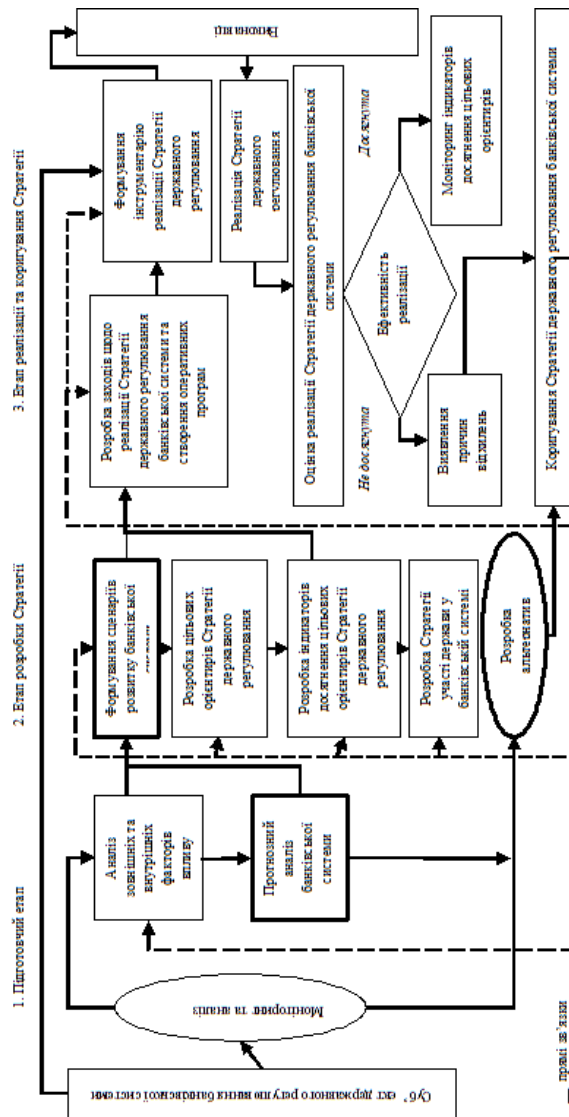 1. Підготовчий етап
2. Етап розробки Стратегії
3. Етап реалізації та коригування Стратегії
Суб’єкт державного регулювання банківської системи
Моніторинг та аналіз
Аналіз
зовнішніх та
внутрішніх
факторів
впливу
Прогнозний
аналіз
банківської
системи
Формування сценаріїв
розвитку банківської
системи
Розробка цільових
орієнтирів Стратегії
державного
регулювання
Розробка індикаторів
досягнення цільових
орієнтирів Стратегії
державного
регулювання
Розробка Стратегії
участі держави у
банківській системі
Розробка
альтернатив
Розробка заходів щодо
реалізації Стратегії
державного регулювання
банківської системи та
створення оперативних
програм
Формування
інструментарію
реалізації Стратегії
державного
регулювання
Виконавці
Реалізація Стратегії
державного
регулювання
Оцінка реалізації Стратегії державного регулювання банківської
системи
Ефективність
реалізації
Не досягнута
Досягнута
Виявлення
причин
відхилень
Моніторинг індикаторів
досягнення цільових
орієнтирів
Коригування Стратегії державного регулювання банківської системи
прямі зв’язки